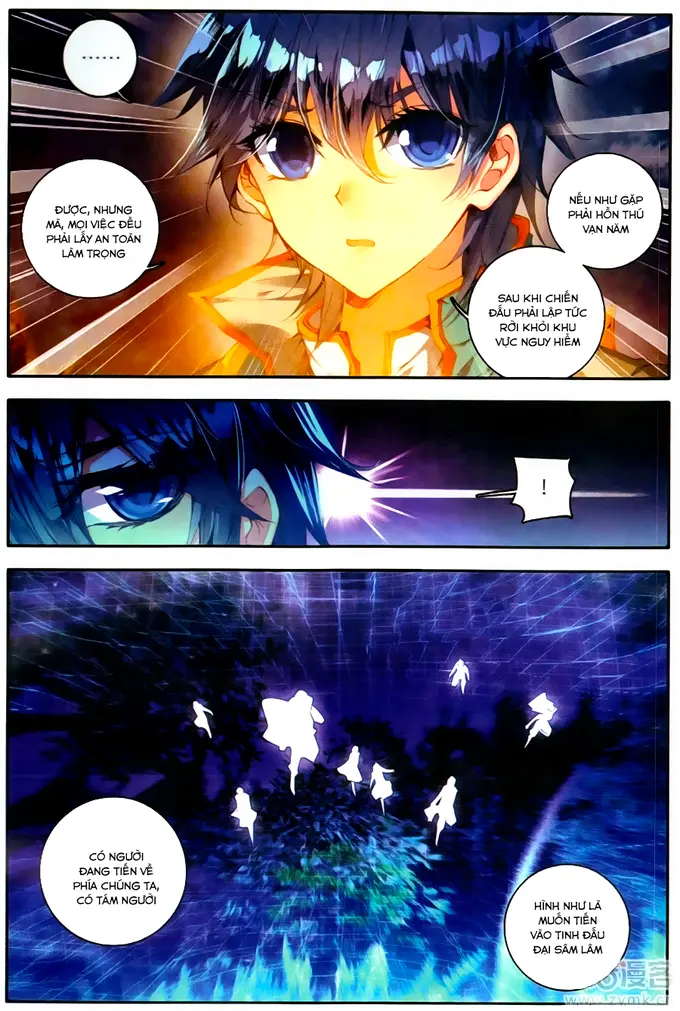 ......
ĐƯỢC, NHƯNG
MÀ, MỌI VIỆC ĐỀU
PHẢI LẤY AN TOÀN
LÀM TRỌNG
NẾU NHƯ GẶP
PHẢI HỒN THÚ
VẠN NĂM
SAU KHI CHIẾN
ĐẤU PHẢI LẬP TỨC
RỜI KHỎI KHU
VỰC NGUY HIỂM
!
CÓ NGƯỜI
ĐANG TIẾN VỀ
PHÍA CHÚNG TA,
CÓ TÁM NGƯỜI
HÌNH NHƯ LÀ
MUỐN TIẾN
VÀO TINH ĐẤU
ĐẠI SÂM LÂM